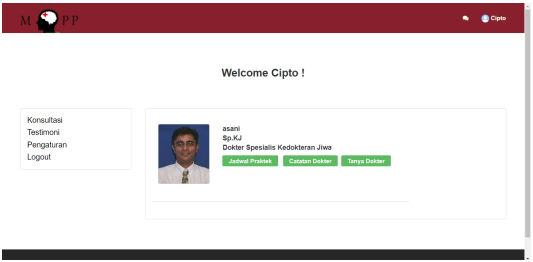 M PP
Cipto
Welcome Cipto !
Konsultasi
Testimoni
Pengaturan
Logout
asani
Sp.KJ
Dokter Spesialis Kedokteran Jiwa
Jadwal Praktek Catatan Dokter Tanya Dokter